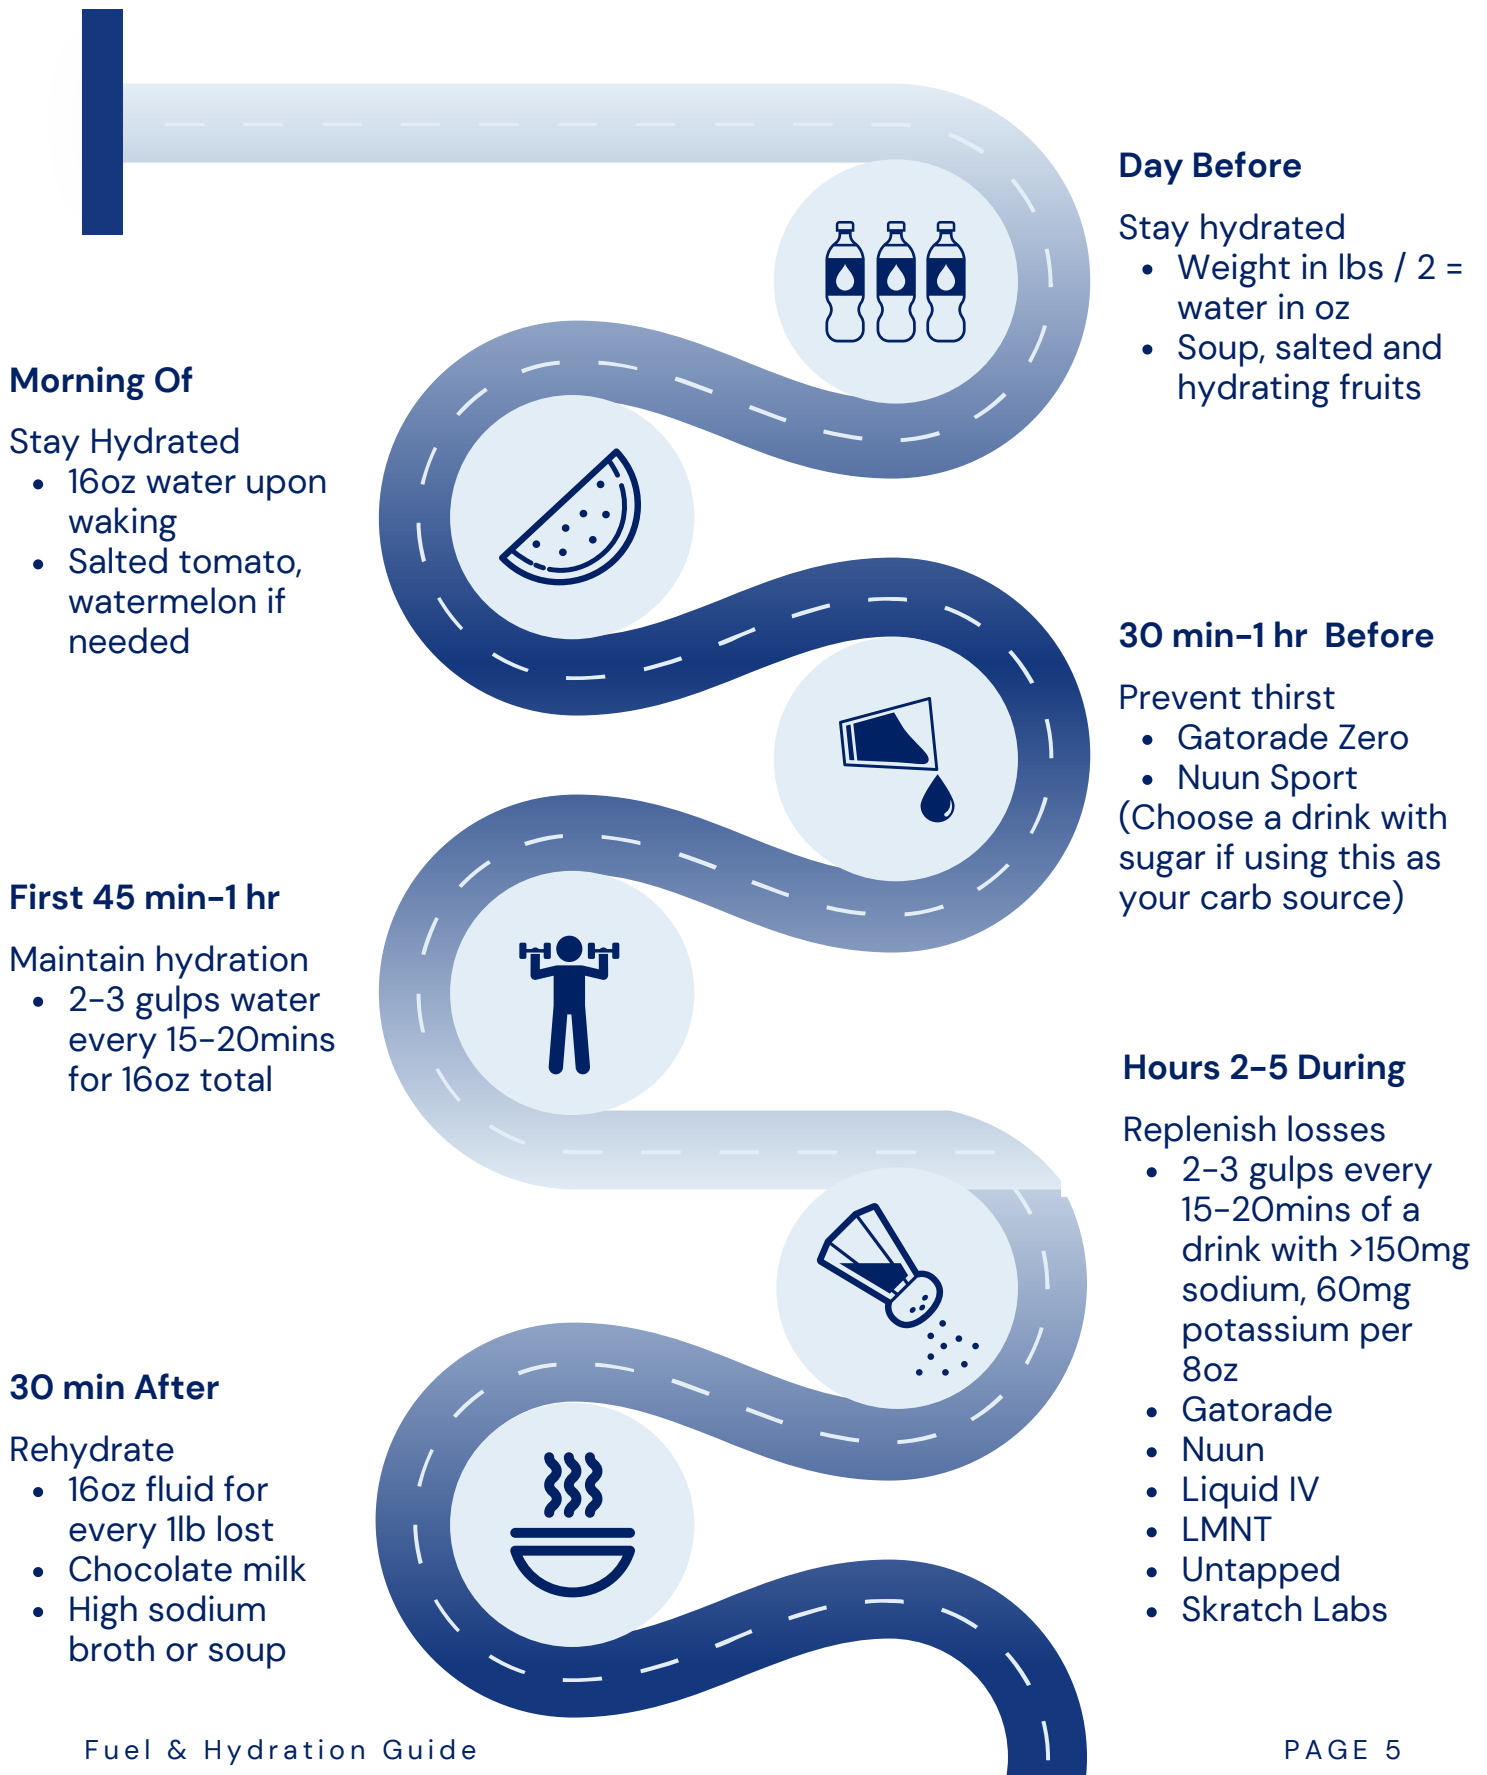 Day Before
Stay hydrated
• Weight in lbs / 2 =
water in oz
• Soup, salted and
hydrating fruits
Morning Of
Stay Hydrated
• 16oz water upon
waking
• Salted tomato,
watermelon if
needed
30 min-1 hr  Before
Prevent thirst
• Gatorade Zero
• Nuun Sport
(Choose a drink with
sugar if using this as
your carb source)
First 45 min-1 hr
Maintain hydration
• 2-3 gulps water
every 15-20mins
for 16oz total
Hours 2-5 During
Replenish losses
• 2-3 gulps every
15-20mins of a
drink with >150mg
sodium, 60mg
potassium per
8oz
• Gatorade
• Nuun
• Liquid IV
• LMNT
• Untapped
• Skratch Labs
30 min After
Rehydrate
• 16oz fluid for
every 1lb lost
• Chocolate milk
• High sodium
broth or soup
Fuel & Hydration Guide
PAGE 5